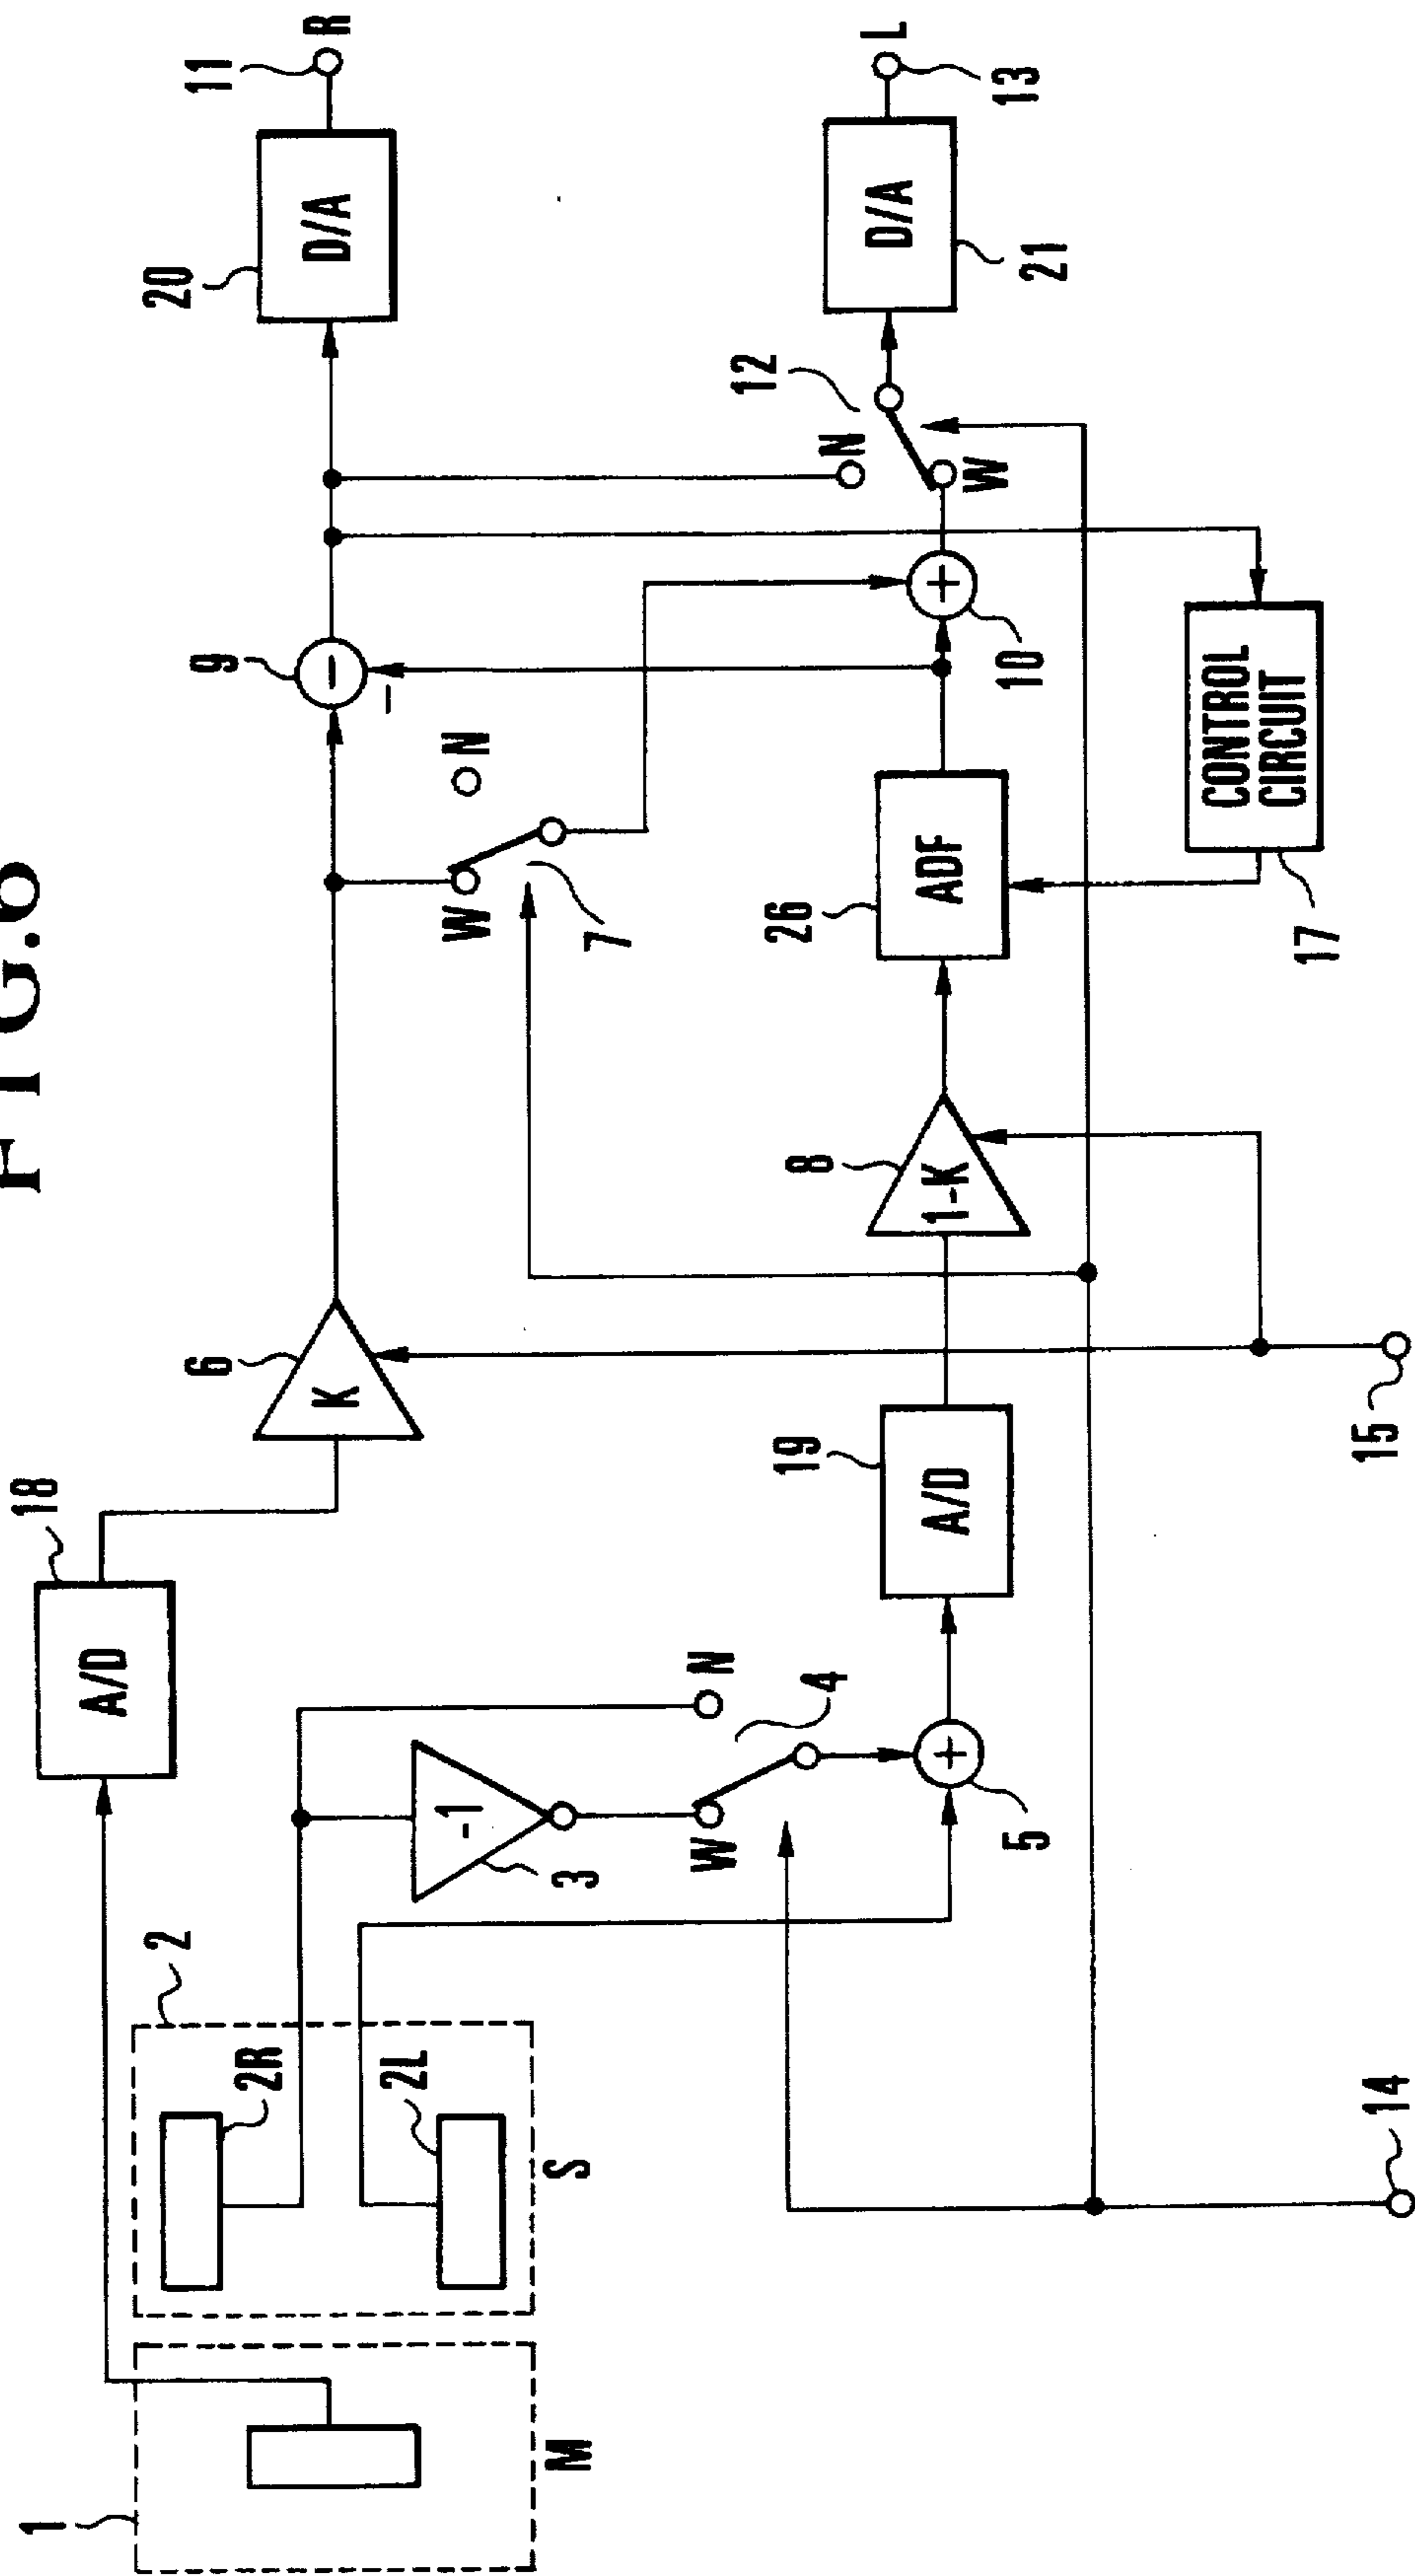 FIG.6
1
M
2
2R
2L
S
18
A/D
3
-1
W
N
4
5
+
19
A/D
6
K
8
1-K
W
N
7
26
ADF
9
-
-
10
+
17
CONTROL
CIRCUIT
12
N
W
20
D/A
11
R
21
D/A
13
L
14
15